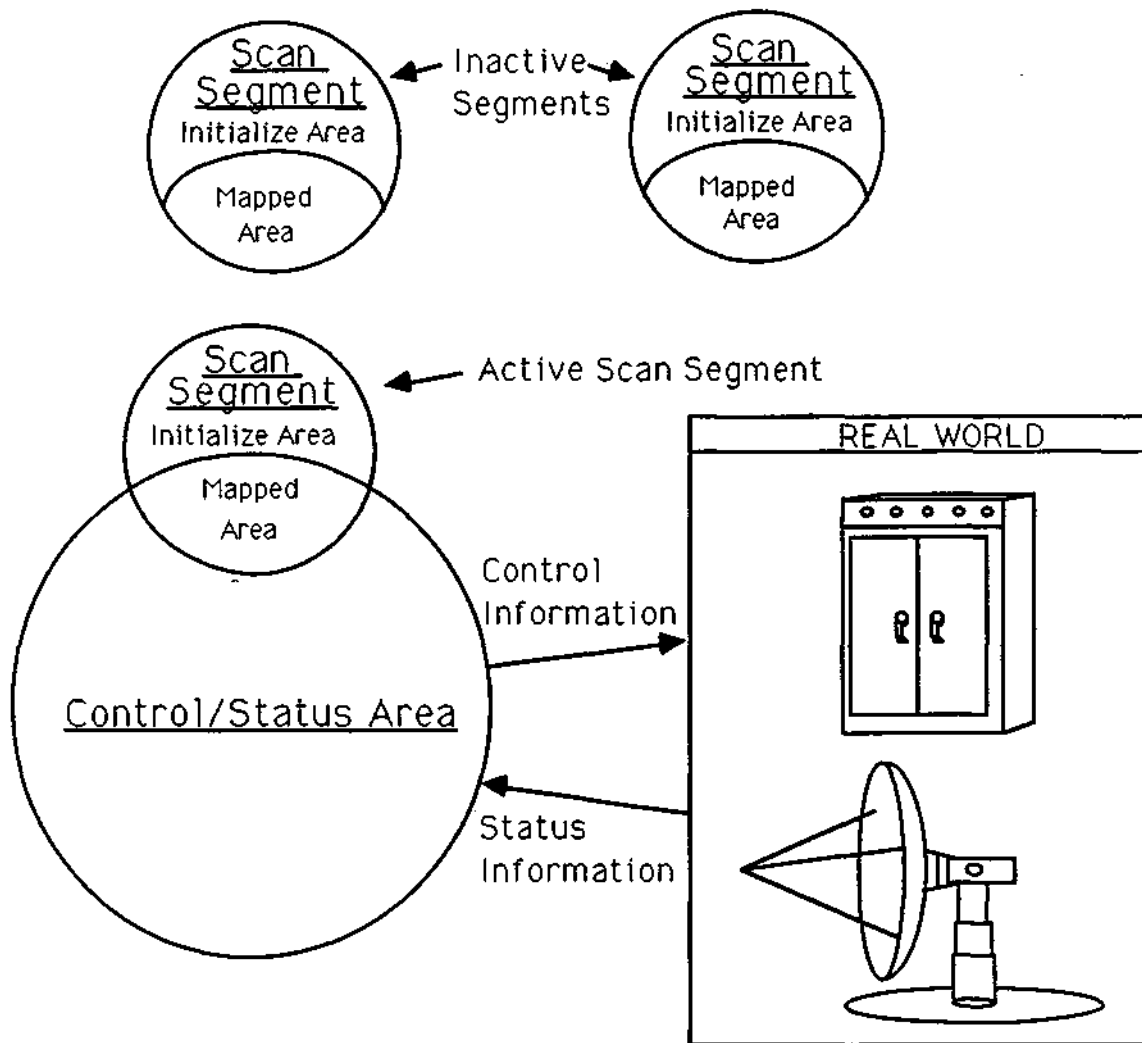 Scan
Segment
Initialize Area
Mapped
Area
Inactive
Segments
Scan
Segment
Initialize Area
Mapped
Area
Scan
Segment
Initialize Area
Mapped
Area
Active Scan Segment
REAL WORLD
Control
Information
Control/Status Area
Status
Information